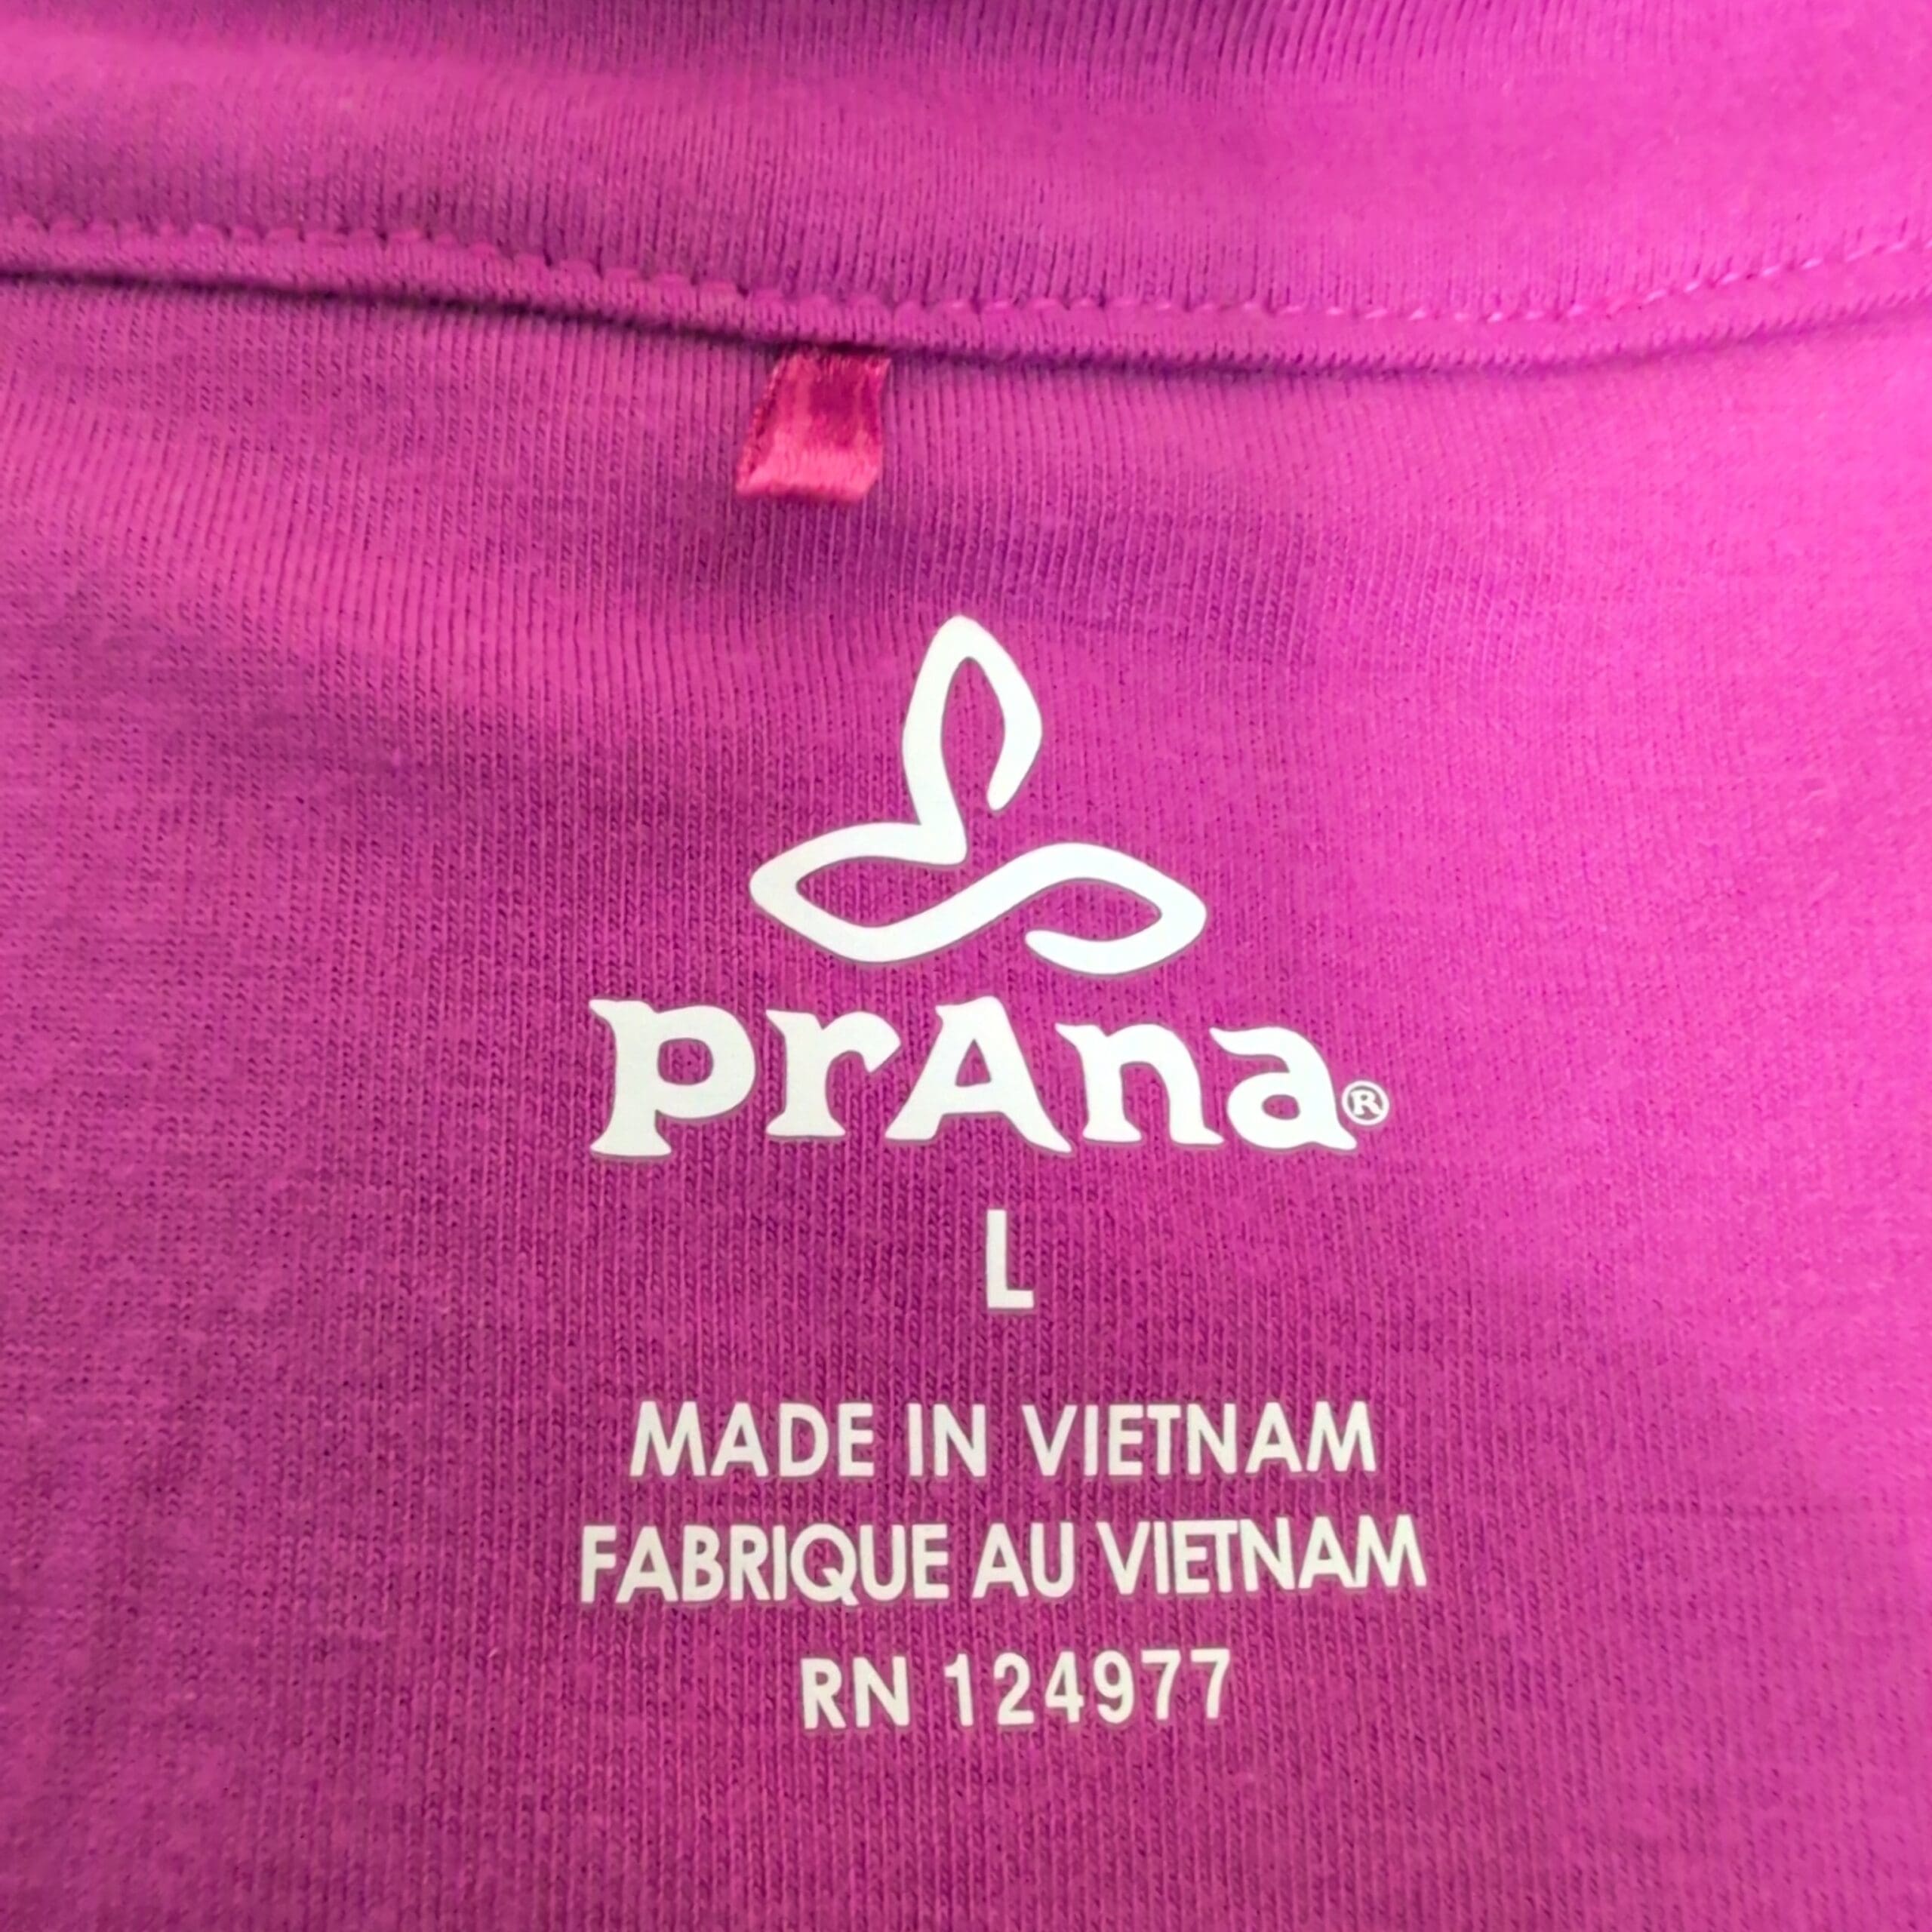 prAna®
L
MADE IN VIETNAM
FABRIQUE AU VIETNAM
RN 124977